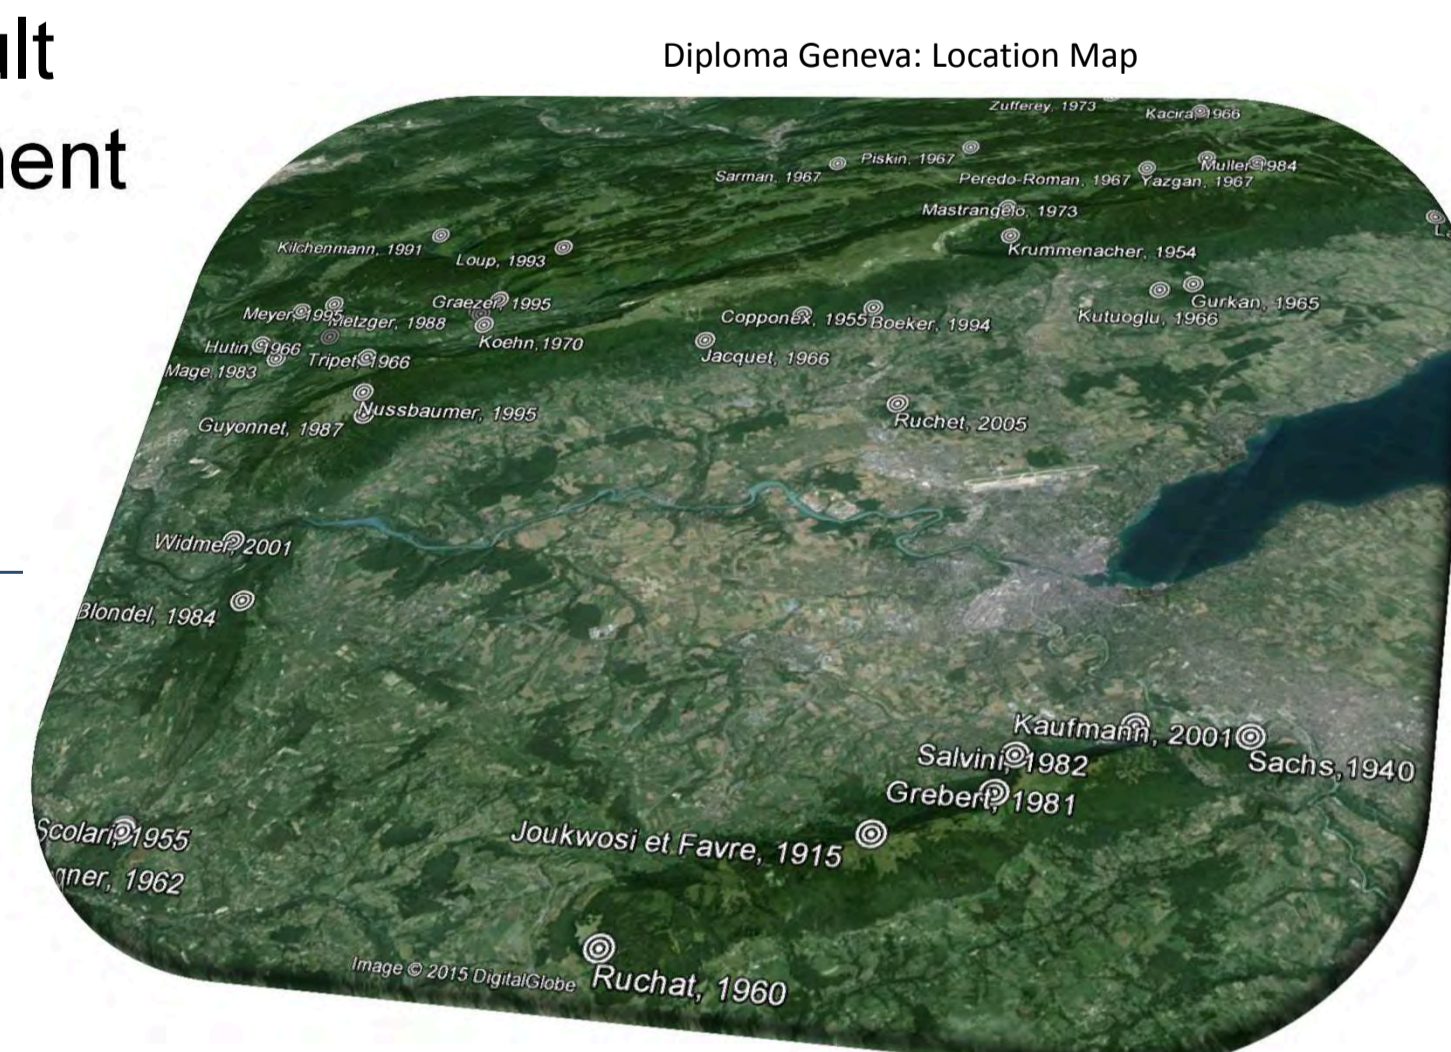 ult
nent
Diploma Geneva: Location Map
Zufferey, 1973
Kacira, 1966
Piskin, 1967
Sarman, 1967
Muller 1984
Peredo-Roman, 1967
Yazgan, 1967
Mastrangelo, 1973
Krummenacher, 1954
L.
Kilchenmann, 1991
Loup, 1993
Graezer, 1995
Gurkan, 1965
Meyer, 1995
Metzger, 1988
Copponex, 1955
Boeker, 1994
Kutuoglu, 1966
Koehn, 1970
Hutin, 1966
Tripet, 1966
Jacquet, 1966
Mage, 1983
Nussbaumer, 1995
Guyonnet, 1987
Ruchet, 2005
Widmer, 2001
Blondel, 1984
Kaufmann, 2001
Salvini, 1982
Sachs, 1940
Grebert, 1981
Scolari, 1955
Joukwosi et Favre, 1915
gner, 1962
Image © 2015 DigitalGlobe
Ruchat, 1960